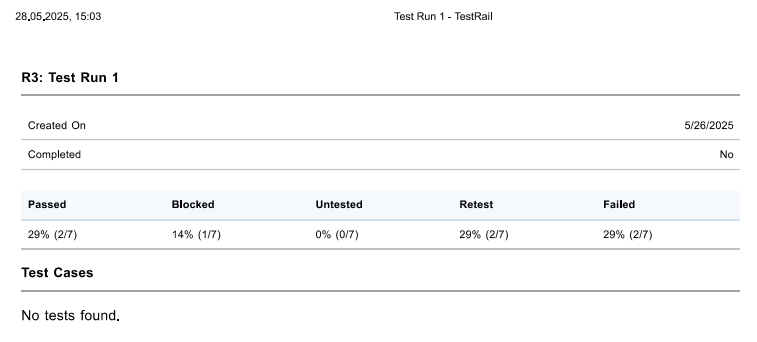 28.05.2025, 15:03 Test Run 1 - TestRail
R3: Test Run 1
Created On 5/26/2025
Completed No
Passed Blocked Untested Retest Failed
29% (2/7) 14% (1/7) 0% (0/7) 29% (2/7) 29% (2/7)
Test Cases
No tests found.